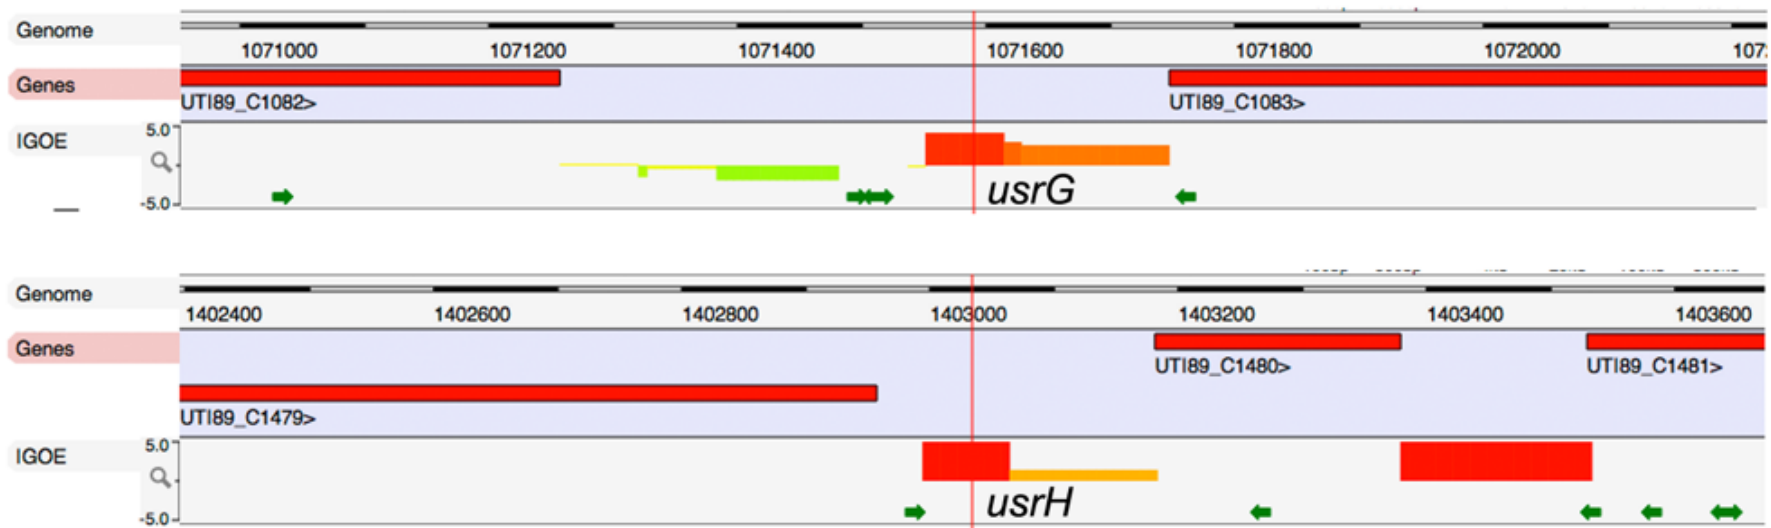 Genome
1071000 1071200 1071400 1071600 1071800 1072000 107
Genes
UTI89_C1082> UTI89_C1083>
IGOE 5.0
-5.0
usrG
Genome
1402400 1402600 1402800 1403000 1403200 1403400 1403600
Genes
UTI89_C1480> UTI89_C1481>
UTI89_C1479>
IGOE 5.0
-5.0
usrH